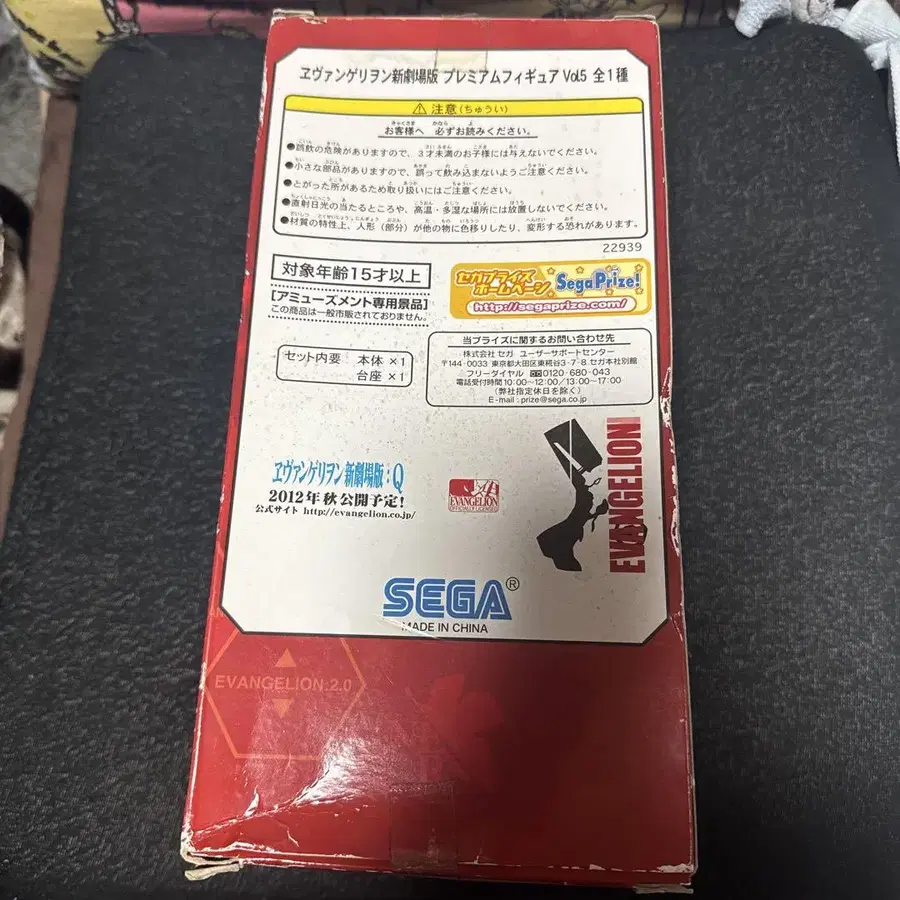 ヱヴァンゲリヲン新劇場版 プレミアムフィギュア Vol.5 全1種
⚠ 注意(ちゅうい)
お客様へ 必ずお読みください。
●誤飲の危険がありますので、3才未満のお子様には与えないでください。
●小さな部品がありますので、誤って飲み込まないようご注意ください。
●とがった所があるため取り扱いにはご注意ください。
●直射日光の当たるところや、高温・多湿な場所には放置しないでください。
●材質の特性上、人形(部分)が他の物に色移りしたり、変形する恐れがあります。
22939
対象年齢15才以上
【アミューズメント専用景品】
この商品は一般市販されておりません。
セガプライズ
ホームページ
SegaPrize!
http://segaprize.com/
セット内容 本体×1
台座×1
当プライズに関するお問い合わせ先
株式会社 セガ ユーザーサポートセンター
〒144-0033 東京都大田区東糀谷3-7-8 セガ本社別館
フリーダイヤル 0120-680-043
電話受付時間 10:00~12:00/13:00~17:00
(弊社指定休日を除く)
E-mail : prize@sega.co.jp
ヱヴァンゲリヲン新劇場版:Q
2012年秋公開予定!
公式サイト http://evangelion.co.jp/
EVANGELION
OFFICIALLY LICENSED
EVANGELION
SEGA®
MADE IN CHINA
EVANGELION:2.0